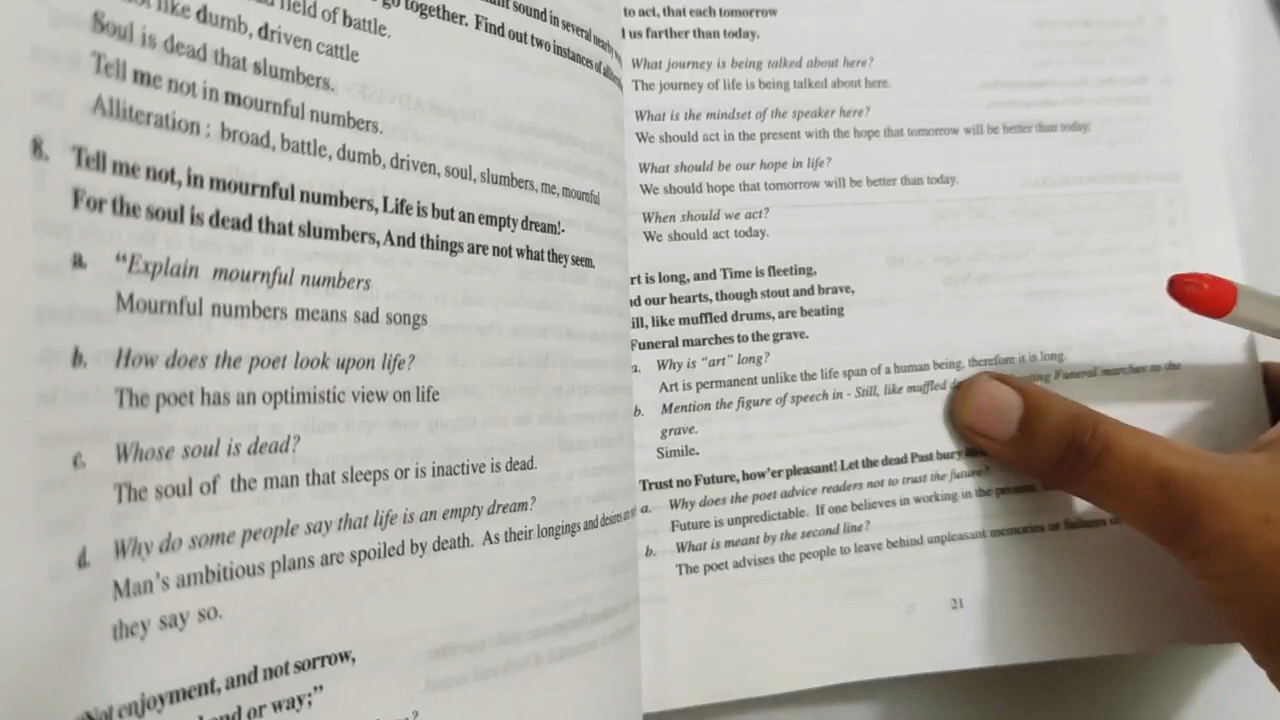 field of battle.
like dumb, driven cattle
Soul is dead that slumbers.
Tell me not in mournful numbers.
Alliteration : broad, battle, dumb, driven, soul, slumbers, me, mournful
go together. Find out two instances of
sound in several nearby
8. Tell me not, in mournful numbers, Life is but an empty dream!-
For the soul is dead that slumbers, And things are not what they seem.
a. “Explain mournful numbers
Mournful numbers means sad songs
b. How does the poet look upon life?
The poet has an optimistic view on life
c. Whose soul is dead?
The soul of the man that sleeps or is inactive is dead.
d. Why do some people say that life is an empty dream?
Man’s ambitious plans are spoiled by death. As their longings and desires
they say so.
Not enjoyment, and not sorrow,
or way;”
?
to act, that each tomorrow
us farther than today.
What journey is being talked about here?
The journey of life is being talked about here.
What is the mindset of the speaker here?
We should act in the present with the hope that tomorrow will be better than today.
What should be our hope in life?
We should hope that tomorrow will be better than today.
When should we act?
We should act today.
rt is long, and Time is fleeting,
our hearts, though stout and brave,
ill, like muffled drums, are beating
Funeral marches to the grave.
a. Why is “art” long?
Art is permanent unlike the life span of a human being, therefore it is long.
b. Mention the figure of speech in - Still, like muffled Funeral marches to the
grave.
Simile.
Trust no Future, how’er pleasant! Let the dead Past bury
a. Why does the poet advice readers not to trust the future?
Future is unpredictable. If one believes in working in the present,
b. What is meant by the second line?
The poet advises the people to leave behind unpleasant memories or failures
21